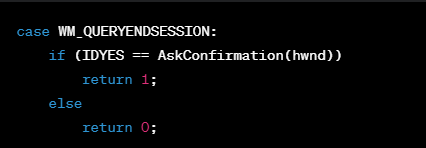 case WM_QUERYENDSESSION:
    if (IDYES == AskConfirmation(hwnd))
        return 1;
    else
        return 0;